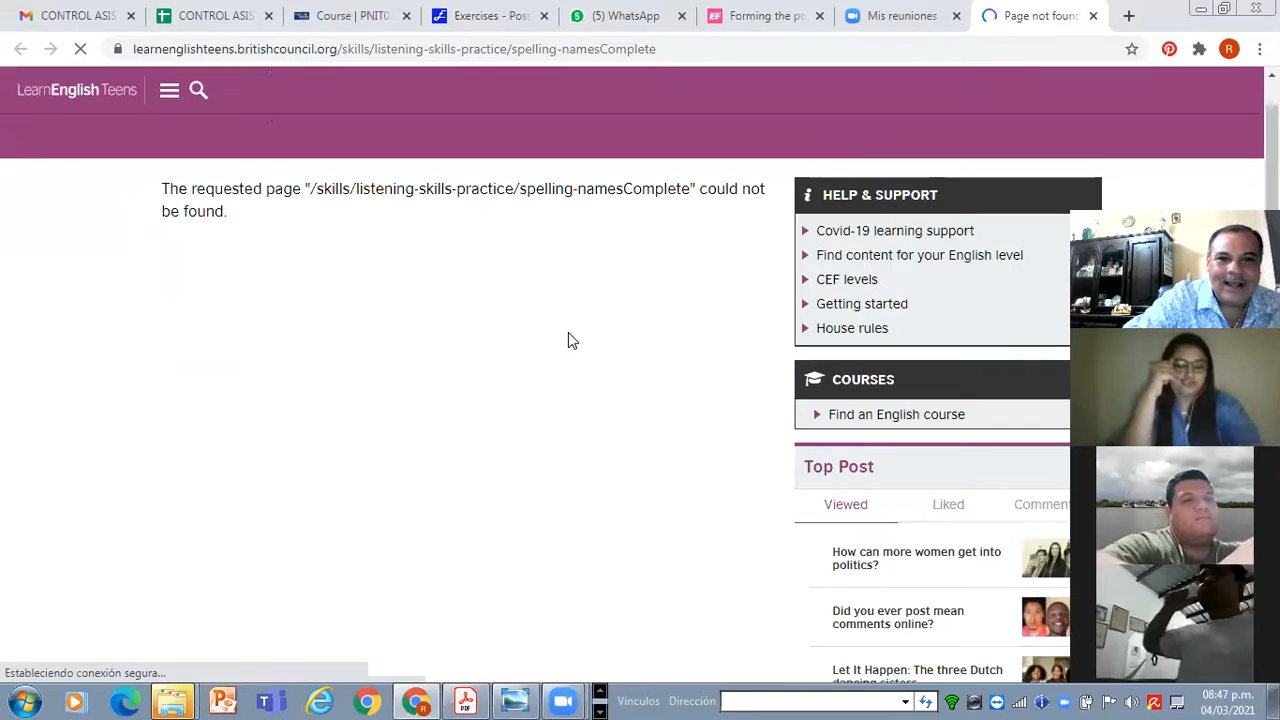 CONTROL ASIS
CONTROL ASIS
Course | PNITO
Exercises - Pos
(5) WhatsApp
Forming the po
Mis reuniones
Page not foun
learnenglishteens.britishcouncil.org/skills/listening-skills-practice/spelling-namesComplete
LearnEnglish Teens
The requested page "/skills/listening-skills-practice/spelling-namesComplete" could not
be found.
HELP & SUPPORT
Covid-19 learning support
Find content for your English level
CEF levels
Getting started
House rules
COURSES
Find an English course
Top Post
Viewed
Liked
Comment
How can more women get into
politics?
Did you ever post mean
comments online?
Let It Happen: The three Dutch
dancing sisters
Estableciendo conexión segura...
Vínculos
Dirección
08:47 p.m.
04/03/2021